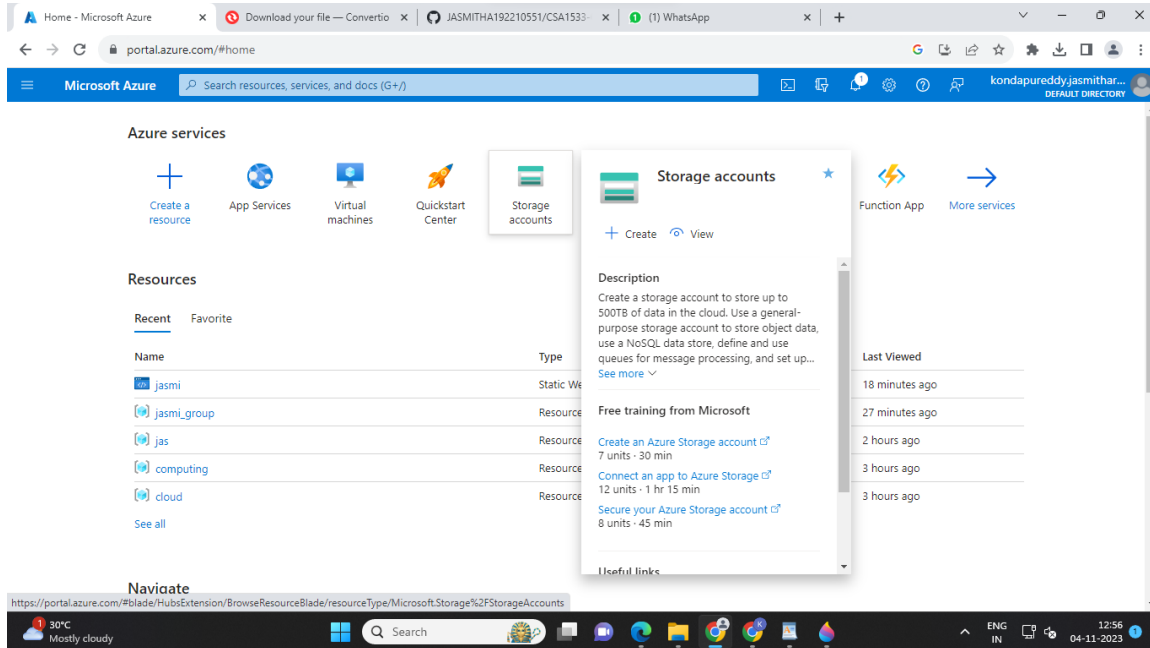 Home - Microsoft Azure
Download your file — Convertio
JASMITHA192210551/CSA1533-
(1) WhatsApp
portal.azure.com/#home
Microsoft Azure
Search resources, services, and docs (G+/)
1
kondapureddy.jasmithar...
DEFAULT DIRECTORY
Azure services
Create a resource
App Services
Virtual machines
Quickstart Center
Storage accounts
Function App
More services
Storage accounts
Create
View
Description
Create a storage account to store up to
500TB of data in the cloud. Use a general-
purpose storage account to store object data,
use a NoSQL data store, define and use
queues for message processing, and set up...
See more
Free training from Microsoft
Create an Azure Storage account
7 units · 30 min
Connect an app to Azure Storage
12 units · 1 hr 15 min
Secure your Azure Storage account
8 units · 45 min
Useful links
Resources
Recent Favorite
Name Type Last Viewed
jasmi Static We 18 minutes ago
jasmi_group Resource 27 minutes ago
jas Resource 2 hours ago
computing Resource 3 hours ago
cloud Resource 3 hours ago
See all
Navigate
https://portal.azure.com/#blade/HubsExtension/BrowseResourceBlade/resourceType/Microsoft.Storage%2FStorageAccounts
1
30°C
Mostly cloudy
Search
ENG
IN
12:56
04-11-2023
1